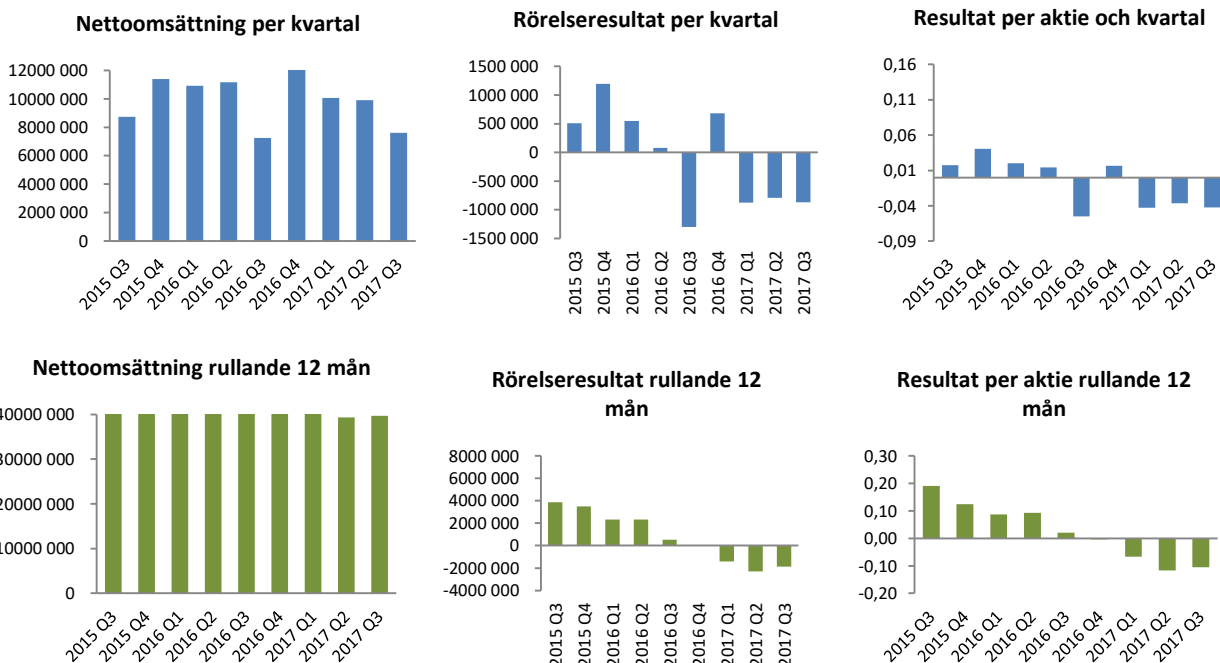 Nettoomsättning per kvartal
12000 000
10000 000
8000 000
6000 000
4000 000
2000 000
0
2015 Q3
2015 Q4
2016 Q1
2016 Q2
2016 Q3
2016 Q4
2017 Q1
2017 Q2
2017 Q3
Rörelseresultat per kvartal
1500 000
1000 000
500 000
0
-500 000
-1000 000
-1500 000
2015 Q3
2015 Q4
2016 Q1
2016 Q2
2016 Q3
2016 Q4
2017 Q1
2017 Q2
2017 Q3
Resultat per aktie och kvartal
0,16
0,11
0,06
0,01
-0,04
-0,09
2015 Q3
2015 Q4
2016 Q1
2016 Q2
2016 Q3
2016 Q4
2017 Q1
2017 Q2
2017 Q3
Nettoomsättning rullande 12 mån
40000 000
30000 000
20000 000
10000 000
0
2015 Q3
2015 Q4
2016 Q1
2016 Q2
2016 Q3
2016 Q4
2017 Q1
2017 Q2
2017 Q3
Rörelseresultat rullande 12
mån
8000 000
6000 000
4000 000
2000 000
0
-2000 000
-4000 000
2015 Q3
2015 Q4
2016 Q1
2016 Q2
2016 Q3
2016 Q4
2017 Q1
2017 Q2
2017 Q3
Resultat per aktie rullande 12
mån
0,30
0,20
0,10
0,00
-0,10
-0,20
2015 Q3
2015 Q4
2016 Q1
2016 Q2
2016 Q3
2016 Q4
2017 Q1
2017 Q2
2017 Q3